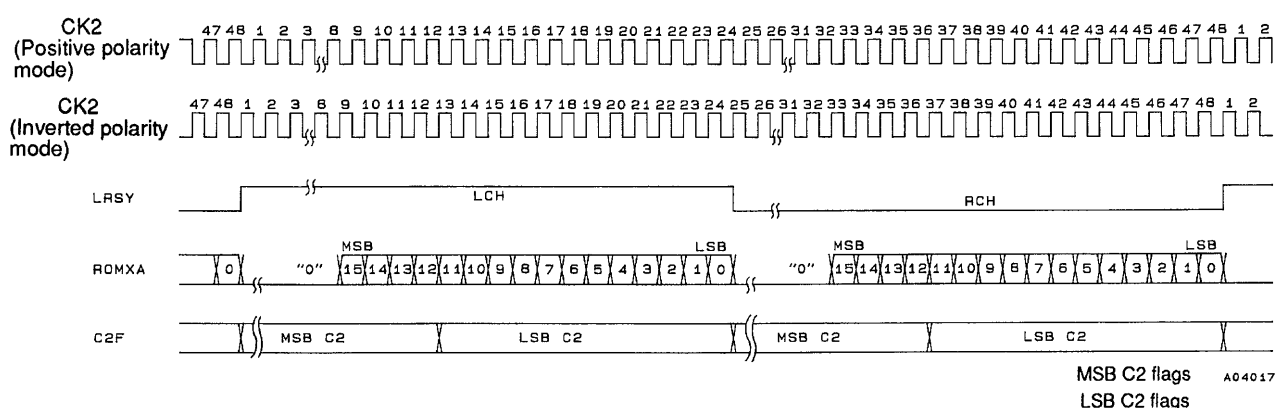 CK2
(Positive polarity
mode)
47 48 1 2 3 8 9 10 11 12 13 14 15 16 17 18 19 20 21 22 23 24 25 26 31 32 33 34 35 36 37 38 39 40 41 42 43 44 45 46 47 48 1 2
CK2
(Inverted polarity
mode)
47 48 1 2 3 8 9 10 11 12 13 14 15 16 17 18 19 20 21 22 23 24 25 26 31 32 33 34 35 36 37 38 39 40 41 42 43 44 45 46 47 48 1 2
LRSY LCH RCH
MSB LSB MSB LSB
ROMXA 0 "0" 15 14 13 12 11 10 9 8 7 6 5 4 3 2 1 0 "0" 15 14 13 12 11 10 9 8 7 6 5 4 3 2 1 0
C2F MSB C2 LSB C2 MSB C2 LSB C2
MSB C2 flags A04017
LSB C2 flags